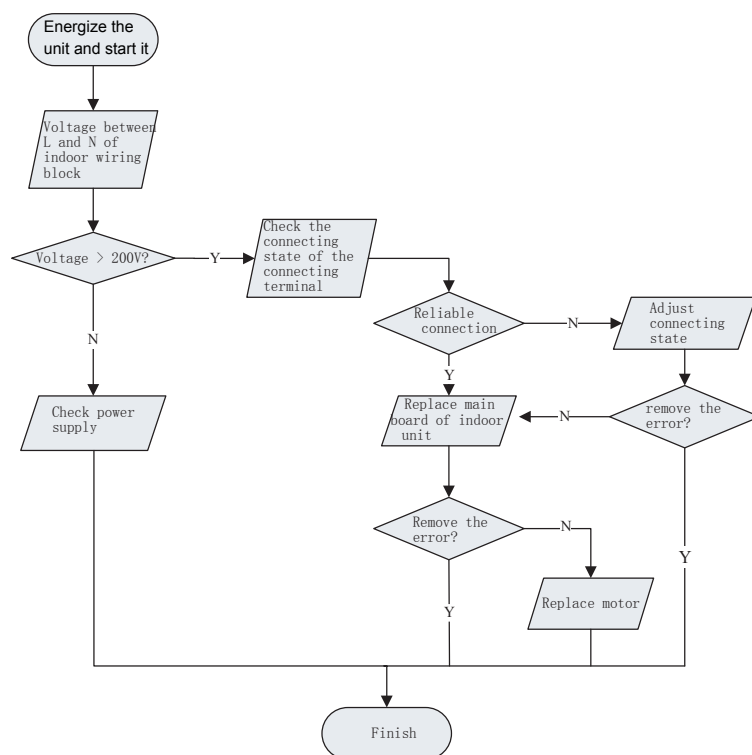 Energize the
unit and start it
Voltage between
L and N of
indoor wiring
block
Voltage > 200V?
Y
Check the
connecting
state of the
connecting
terminal
N
Reliable
connection
N
Adjust
connecting
state
Y
Check power
supply
Replace main
board of indoor
unit
N
remove the
error?
Remove the
error?
N
Y
Y
Replace motor
Finish